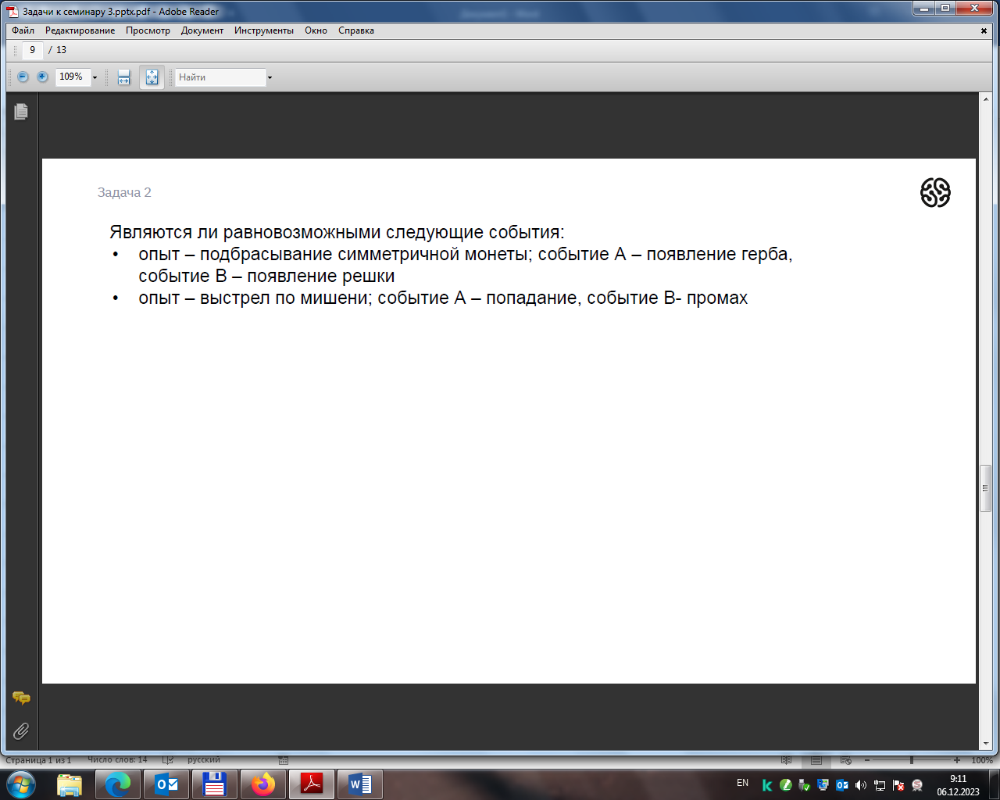 Задачи к семинару 3.pptx.pdf - Adobe Reader
Файл Редактирование Просмотр Документ Инструменты Окно Справка
9 / 13
109% Найти
Задача 2
Являются ли равновозможными следующие события:
• опыт – подбрасывание симметричной монеты; событие А – появление герба,
событие В – появление решки
• опыт – выстрел по мишени; событие А – попадание, событие В- промах
Страница 1 из 1 Число слов: 14 русский 100%
EN 9:11
06.12.2023